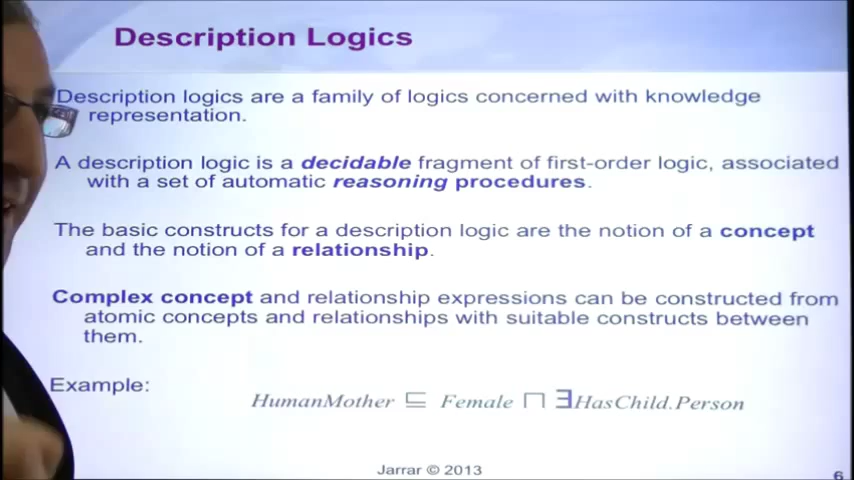 Description Logics
Description logics are a family of logics concerned with knowledge
representation.
A description logic is a decidable fragment of first-order logic, associated
with a set of automatic reasoning procedures.
The basic constructs for a description logic are the notion of a concept
and the notion of a relationship.
Complex concept and relationship expressions can be constructed from
atomic concepts and relationships with suitable constructs between
them.
Example:
HumanMother ⊑ Female ⊓ ∃HasChild.Person
Jarrar © 2013
6